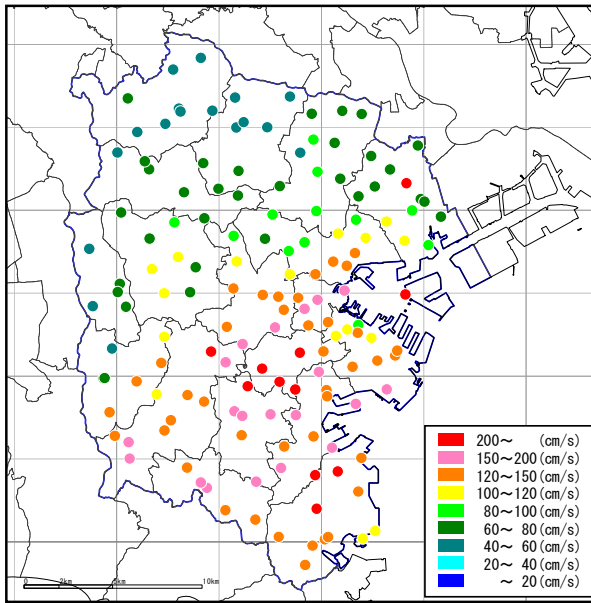 200～ (cm/s)
150～200(cm/s)
120～150(cm/s)
100～120(cm/s)
80～100(cm/s)
60～ 80(cm/s)
40～ 60(cm/s)
20～ 40(cm/s)
～ 20(cm/s)
0 2km 5km 10km